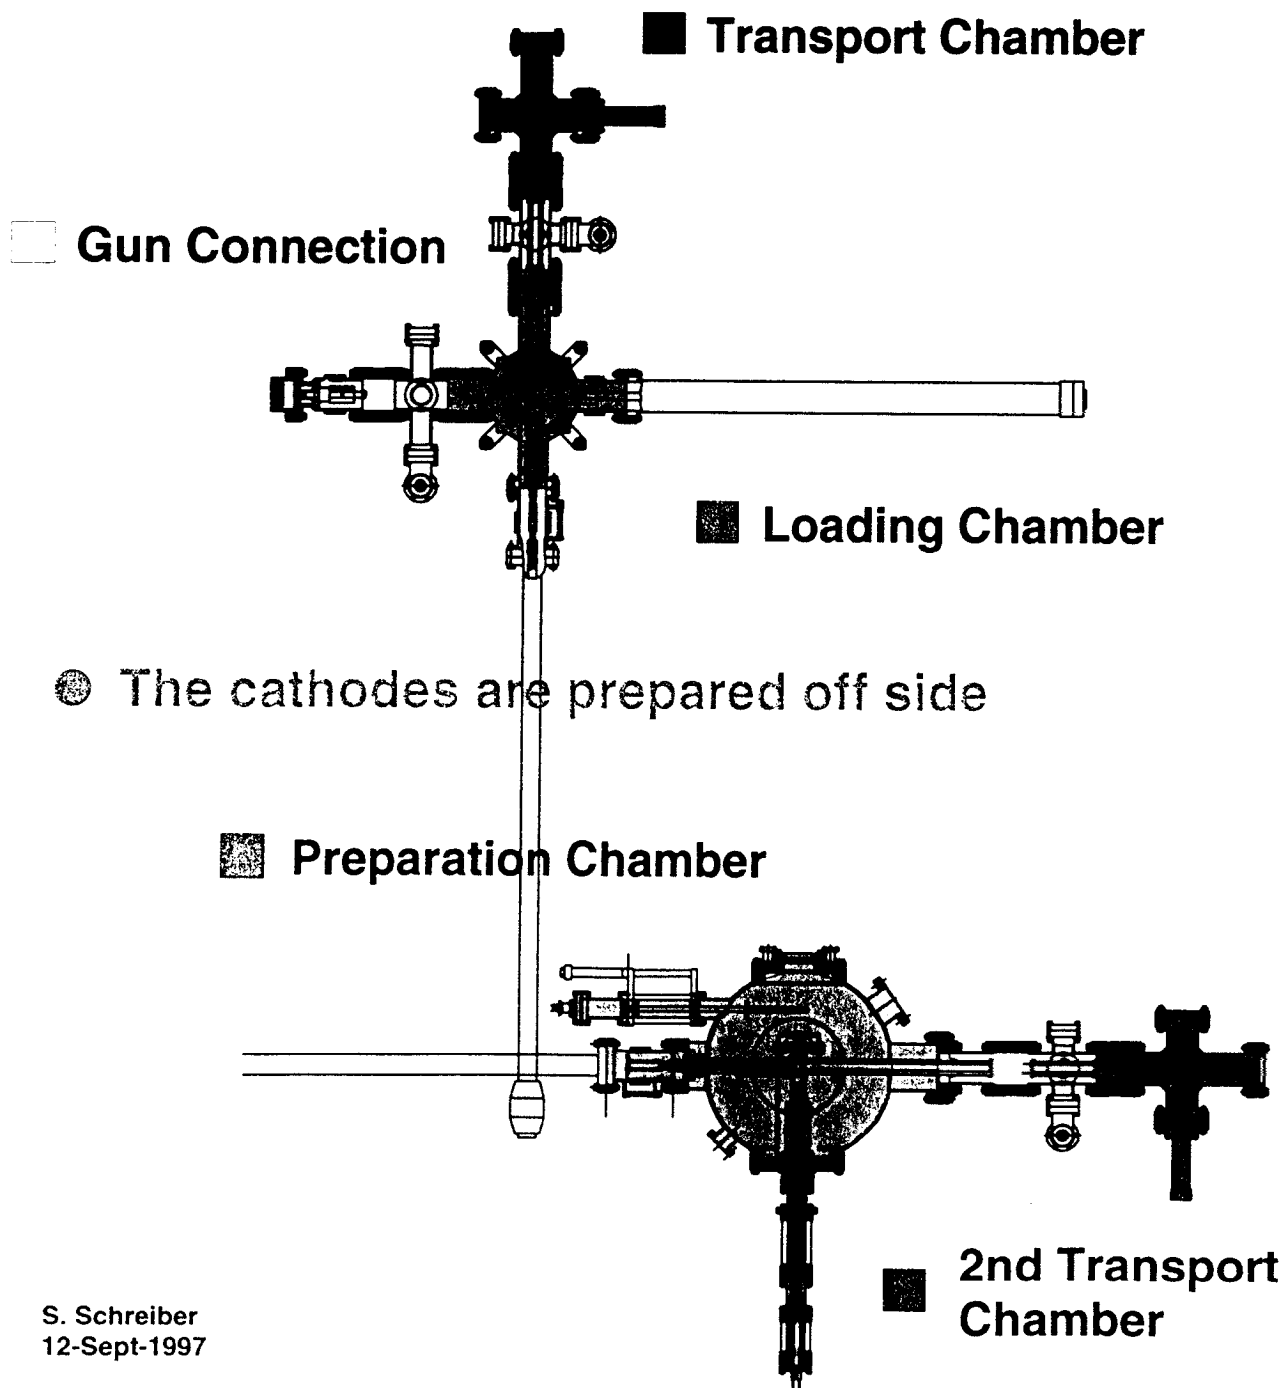 Transport Chamber
Gun Connection
Loading Chamber
The cathodes are prepared off side
Preparation Chamber
2nd Transport
Chamber
S. Schreiber
12-Sept-1997